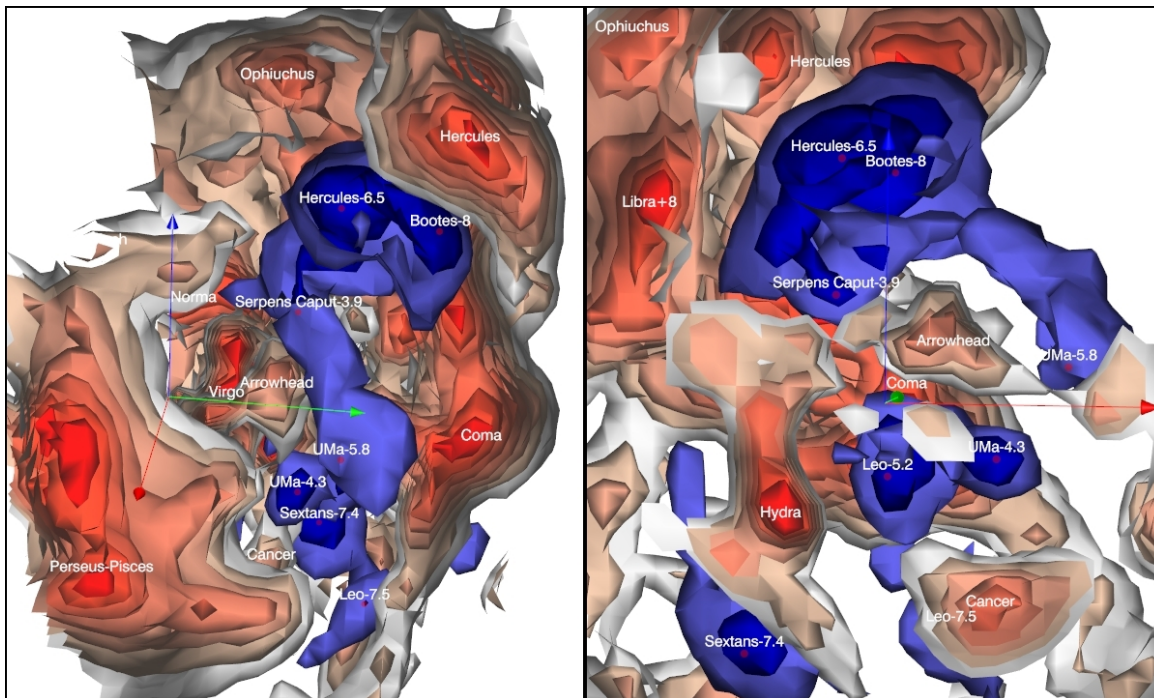 Ophiuchus
Hercules
Hercules-6.5
Bootes-8
Norma
Serpens Caput-3.9
Virgo
Arrowhead
Coma
UMa-5.8
UMa-4.3
Sextans-7.4
Cancer
Perseus-Pisces
Leo-7.5
Ophiuchus
Hercules
Hercules-6.5
Bootes-8
Libra+8
Serpens Caput-3.9
Arrowhead
UMa-5.8
Coma
Leo-5.2
UMa-4.3
Hydra
Cancer
Leo-7.5
Sextans-7.4